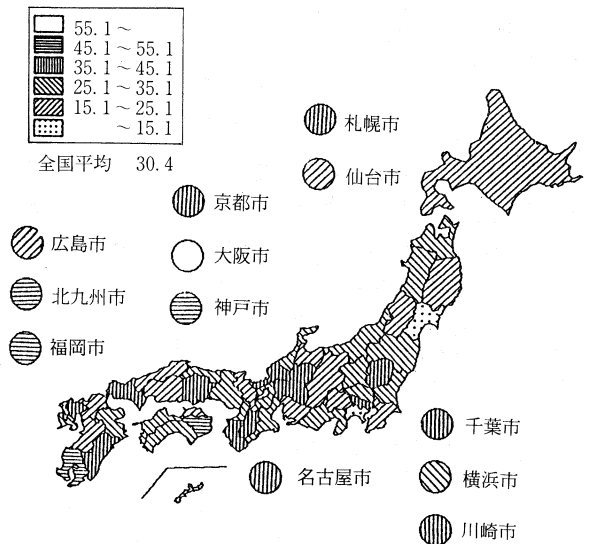 55.1～
45.1～55.1
35.1～45.1
25.1～35.1
15.1～25.1
～15.1
全国平均 30.4
札幌市
仙台市
京都市
広島市
大阪市
北九州市
神戸市
福岡市
千葉市
名古屋市
横浜市
川崎市